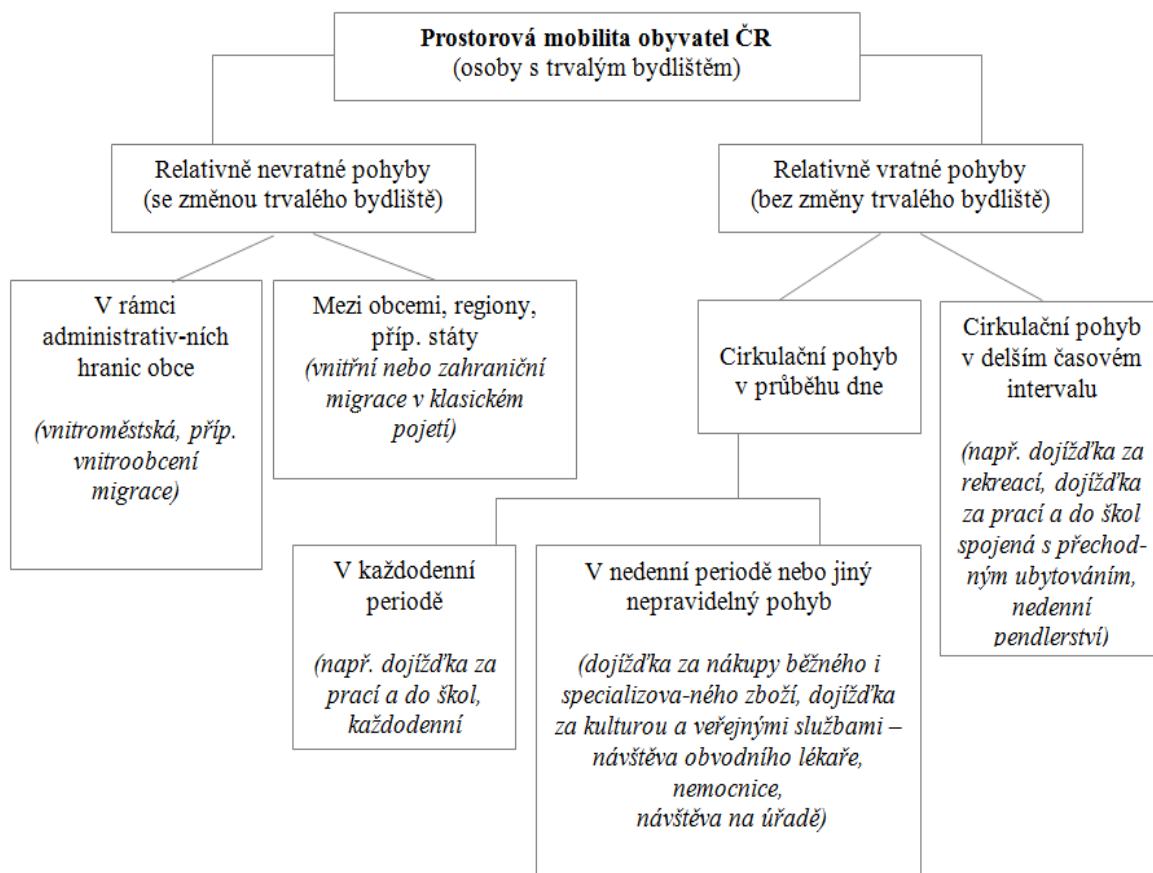 Prostorová mobilita obyvatel ČR
(osoby s trvalým bydlištěm)
Relativně nevratné pohyby
(se změnou trvalého bydliště)
Relativně vratné pohyby
(bez změny trvalého bydliště)
V rámci
administrativ-ních
hranic obce
(vnitroměstská, příp.
vnitroobcení
migrace)
Mezi obcemi, regiony,
příp. státy
(vnitřní nebo zahraniční
migrace v klasickém
pojetí)
Cirkulační pohyb
v průběhu dne
Cirkulační pohyb
v delším časovém
intervalu
(např. dojížďka za
rekreací, dojížďka
za prací a do škol
spojená s přechod-
ným ubytováním,
nedenní
pendlerství)
V každodenní
periodě
(např. dojížďka za
prací a do škol,
každodenní
V nedenní periodě nebo jiný
nepravidelný pohyb
(dojížďka za nákupy běžného i
specializova-ného zboží, dojížďka
za kulturou a veřejnými službami –
návštěva obvodního lékaře,
nemocnice,
návštěva na úřadě)